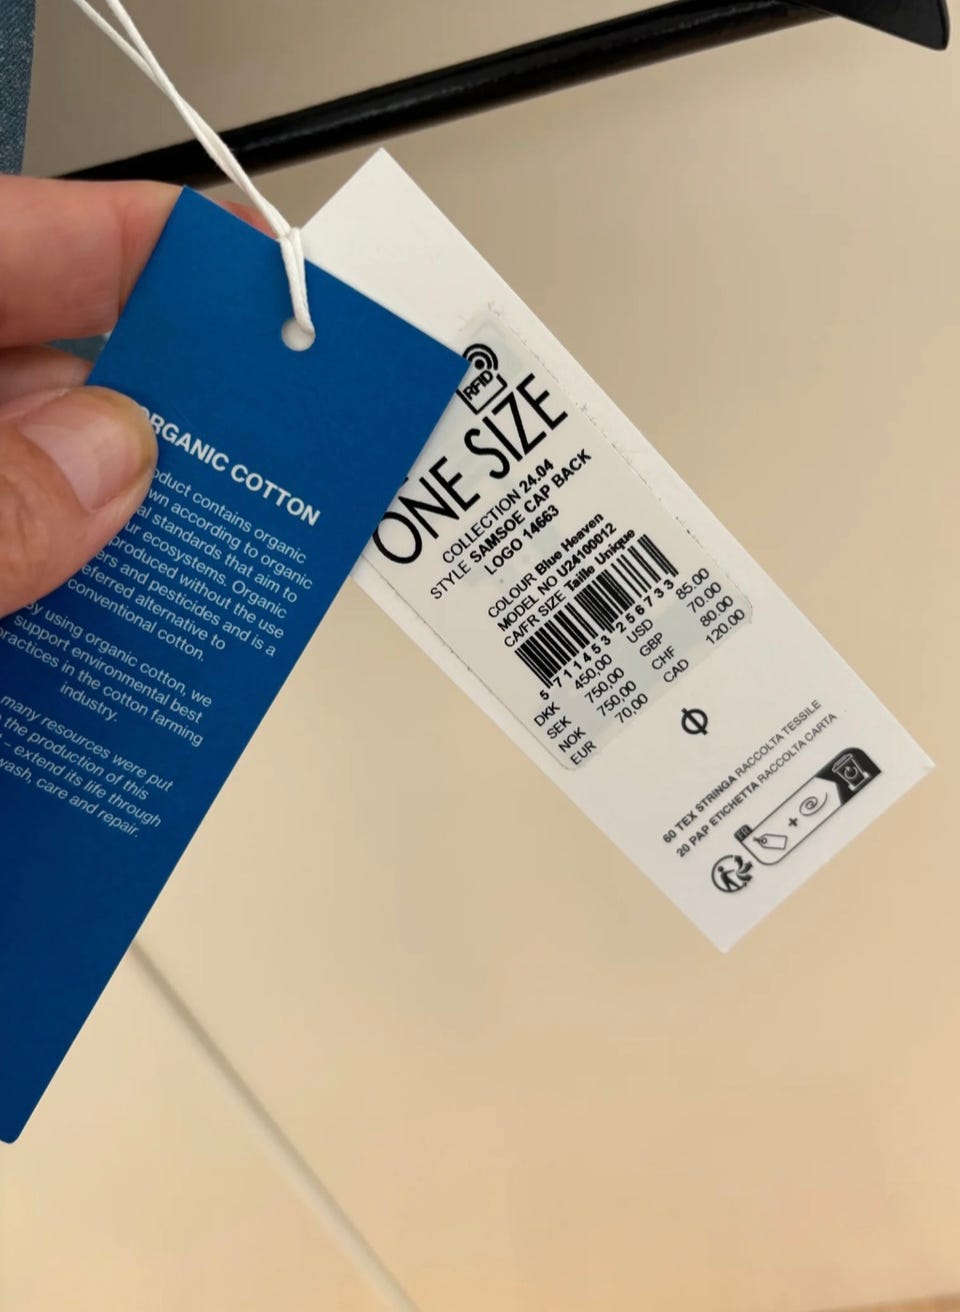 ORGANIC COTTON
contains organic
according to organic
standards that aim to
ecosystems. Organic
produced without the use
and pesticides and is a
alternative to
conventional cotton.
using organic cotton, we
support environmental best
practices in the cotton farming
industry.
many resources were put
the production of this
– extend its life through
wash, care and repair.
RFID
ONE SIZE
COLLECTION 24.04
STYLE SAMSOE CAP BACK
LOGO 14663
COLOUR Blue Heaven
MODEL NO U24100012
CA/FR SIZE Taille Unique
5 711453 256733
DKK 450,00 USD 85.00
SEK 750,00 GBP 70.00
NOK 750,00 CHF 80.00
EUR 70,00 CAD 120.00
60 TEX STRINGA RACCOLTA TESSILE
20 PAP ETICHETTA RACCOLTA CARTA
FR
+